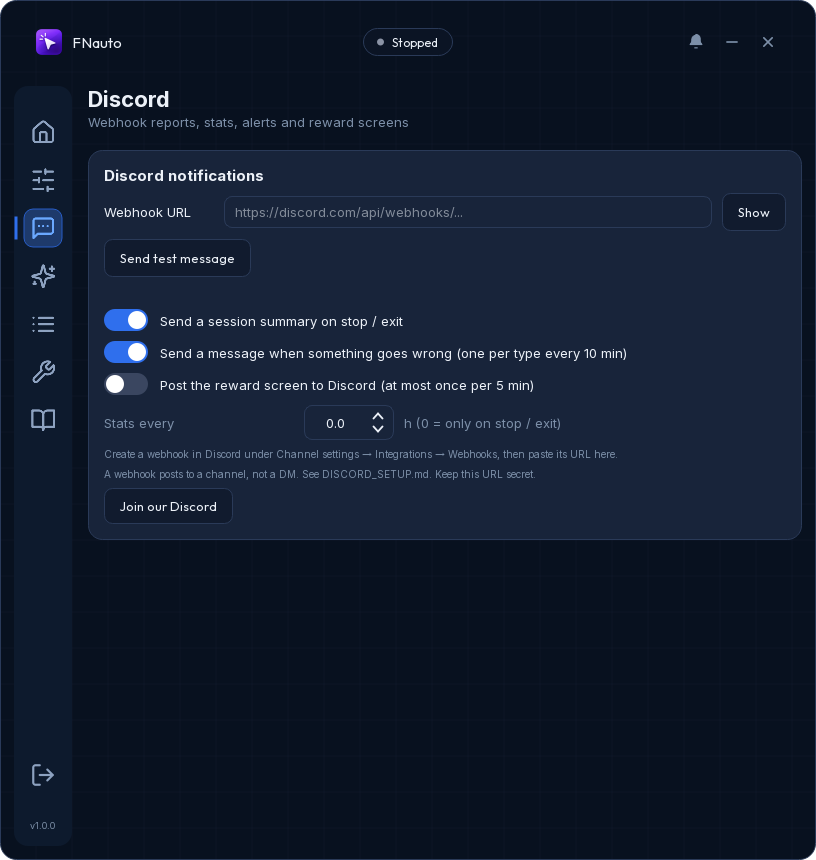 FNauto
Stopped
Discord
Webhook reports, stats, alerts and reward screens
Discord notifications
Webhook URL
https://discord.com/api/webhooks/...
Show
Send test message
Send a session summary on stop / exit
Send a message when something goes wrong (one per type every 10 min)
Post the reward screen to Discord (at most once per 5 min)
Stats every 0.0 h (0 = only on stop / exit)
Create a webhook in Discord under Channel settings → Integrations → Webhooks, then paste its URL here.
A webhook posts to a channel, not a DM. See DISCORD_SETUP.md. Keep this URL secret.
Join our Discord
v1.0.0